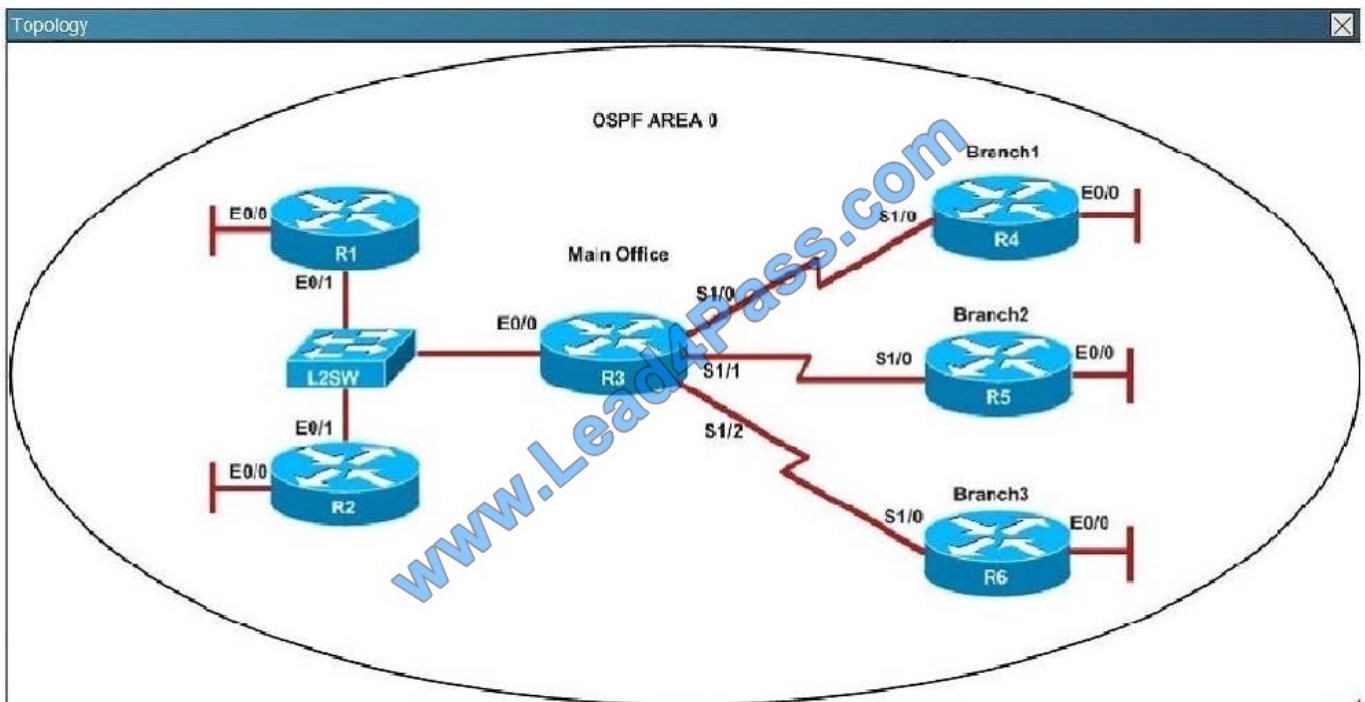 Topology
OSPF AREA 0
Branch1
E0/0
R1
E0/1
S1/0
E0/0
R4
Main Office
S1/0
E0/0
R3
L2SW
S1/1
Branch2
S1/0
E0/0
R5
E0/1
S1/2
E0/0
R2
Branch3
S1/0
E0/0
R6
www.Lead4Pass.com